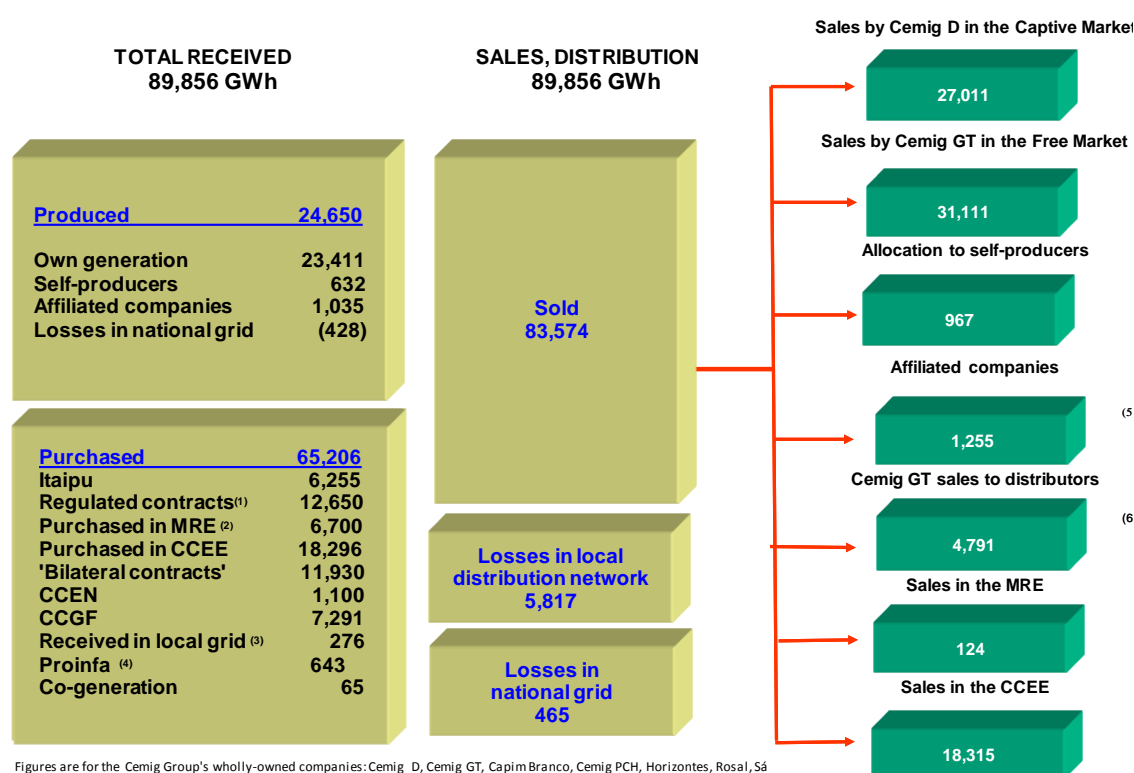 TOTAL RECEIVED
89,856 GWh
Produced 24,650
Own generation 23,411
Self-producers 632
Affiliated companies 1,035
Losses in national grid (428)
Purchased 65,206
Itaipu 6,255
Regulated contracts(1) 12,650
Purchased in MRE (2) 6,700
Purchased in CCEE 18,296
'Bilateral contracts' 11,930
CCEN 1,100
CCGF 7,291
Received in local grid (3) 276
Proinfa (4) 643
Co-generation 65
SALES, DISTRIBUTION
89,856 GWh
Sold
83,574
Losses in local
distribution network
5,817
Losses in
national grid
465
Sales by Cemig D in the Captive Market
27,011
Sales by Cemig GT in the Free Market
31,111
Allocation to self-producers
967
Affiliated companies
(5
1,255
Cemig GT sales to distributors
(6
4,791
Sales in the MRE
124
Sales in the CCEE
18,315
Figures are for the Cemig Group's wholly-owned companies: Cemig D, Cemig GT, Capim Branco, Cemig PCH, Horizontes, Rosal, Sá